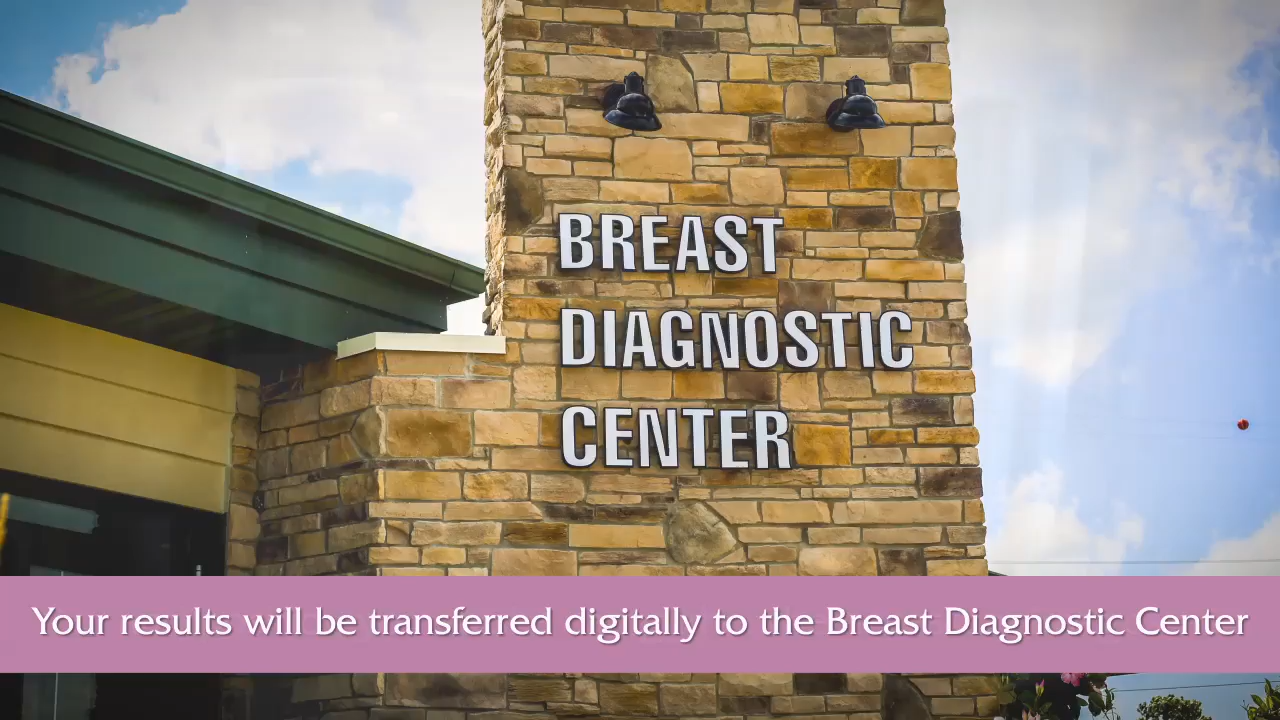 BREAST
DIAGNOSTIC
CENTER
Your results will be transferred digitally to the Breast Diagnostic Center